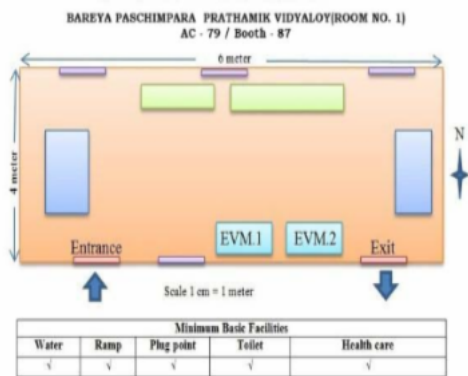 BAREYA PASCHIMPARA PRATHAMIK VIDYALOY(ROOM NO. 1)
AC - 79 / Booth - 87
6 meter
4 meter
N
EVM.1 EVM.2
Entrance Exit
Scale 1 cm = 1 meter
Minimum Basic Facilities
Water Ramp Plug point Toilet Health care
√ √ √ √ √